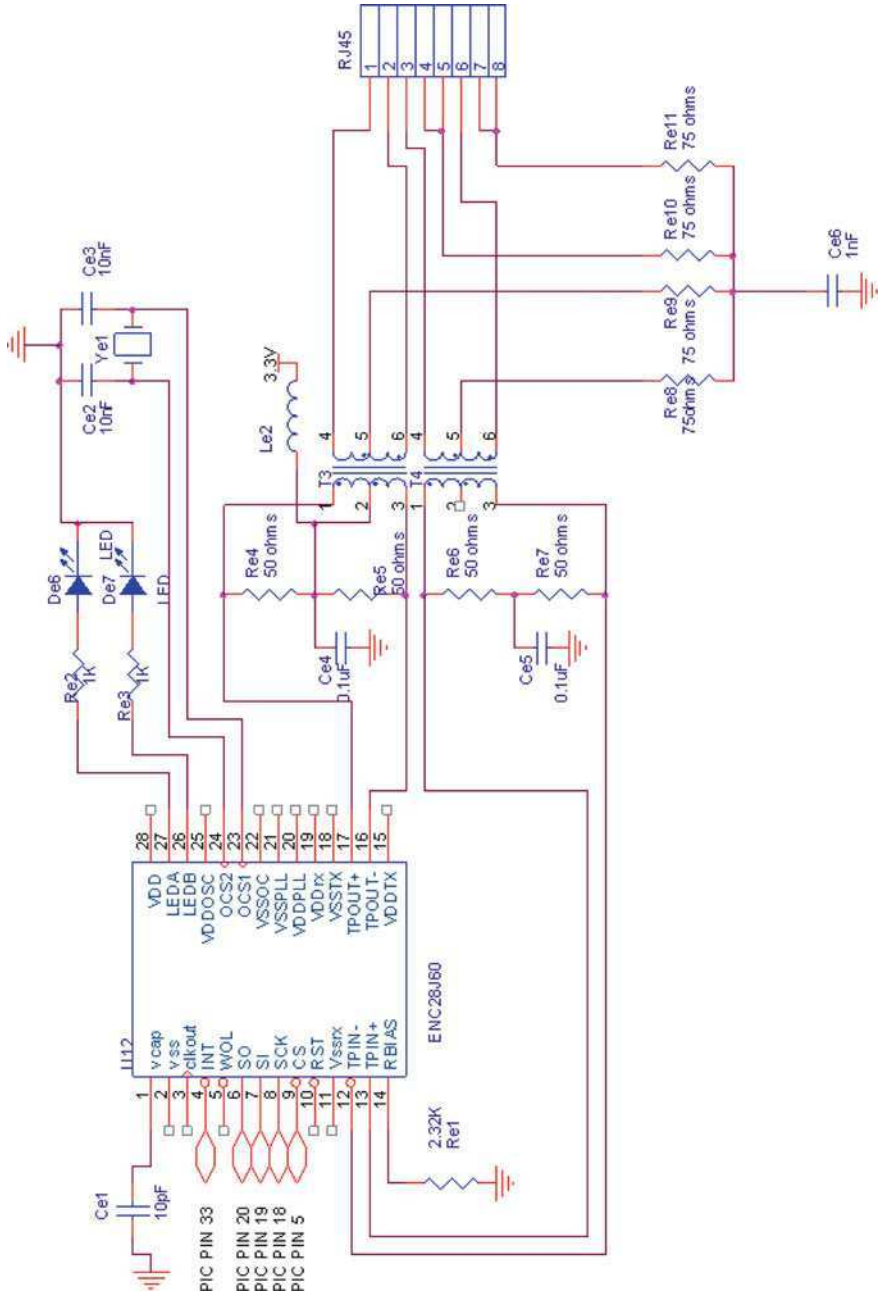 RJ45
1
2
3
4
5
6
7
8
Re11
75 ohms
Re10
75 ohms
Re9
75 ohms
Re8
75ohms
Ce6
1nF
Ce3
10nF
Ye1
Ce2
10nF
3.3V
Le2
T3
1
2
3
4
5
6
T4
1
2
3
4
5
6
De6
LED
De7
LED
Re2
1K
Re3
1K
Re4
50 ohms
Re5
50 ohms
Re6
50 ohms
Re7
50 ohms
Ce4
0.1uF
Ce5
0.1uF
28
27
26
25
24
23
22
21
20
19
18
17
16
15
VDD
LEDA
LEDB
VDDOSC
OCS2
OCS1
VSSOC
VSSPLL
VDDPLL
VDDrx
VSSTX
TPOUT+
TPOUT-
VDDTX
U12
ENC28J60
vcap
vss
clkout
INT
WOL
SO
SI
SCK
CS
RST
Vssrx
TPIN-
TPIN+
RBIAS
1
2
3
4
5
6
7
8
9
10
11
12
13
14
2.32K
Re1
Ce1
10pF
PIC PIN 33
PIC PIN 20
PIC PIN 19
PIC PIN 18
PIC PIN 5